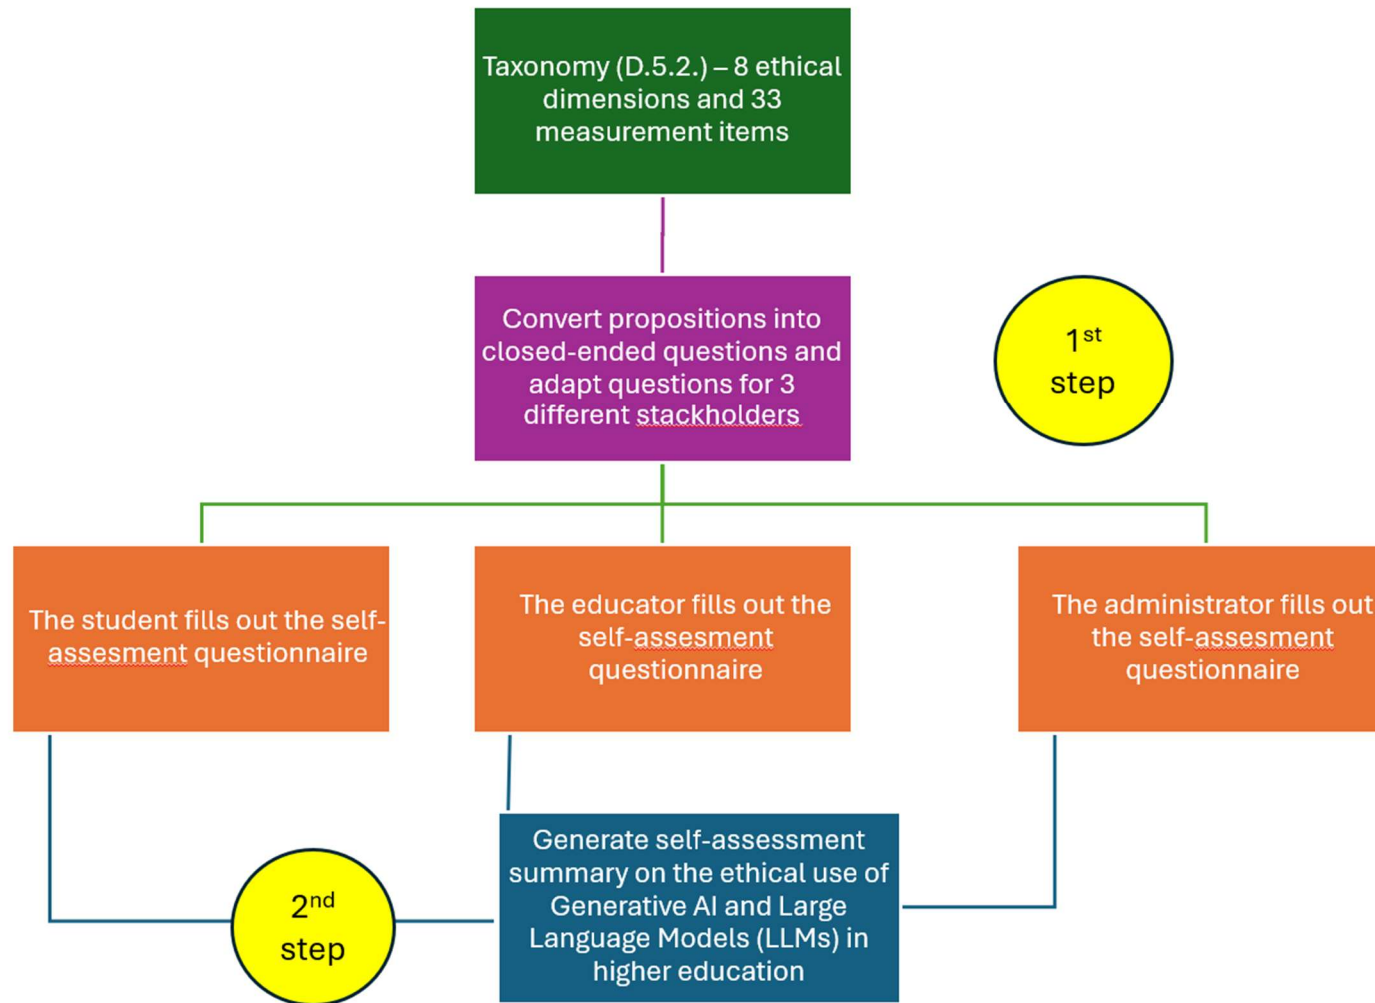 Taxonomy (D.5.2.) – 8 ethical
dimensions and 33
measurement items
Convert propositions into
closed-ended questions and
adapt questions for 3
different stackholders
1st
step
The student fills out the self-
assesment questionnaire
The educator fills out the
self-assesment
questionnaire
The administrator fills out
the self-assesment
questionnaire
Generate self-assessment
summary on the ethical use of
Generative AI and Large
Language Models (LLMs) in
higher education
2nd
step